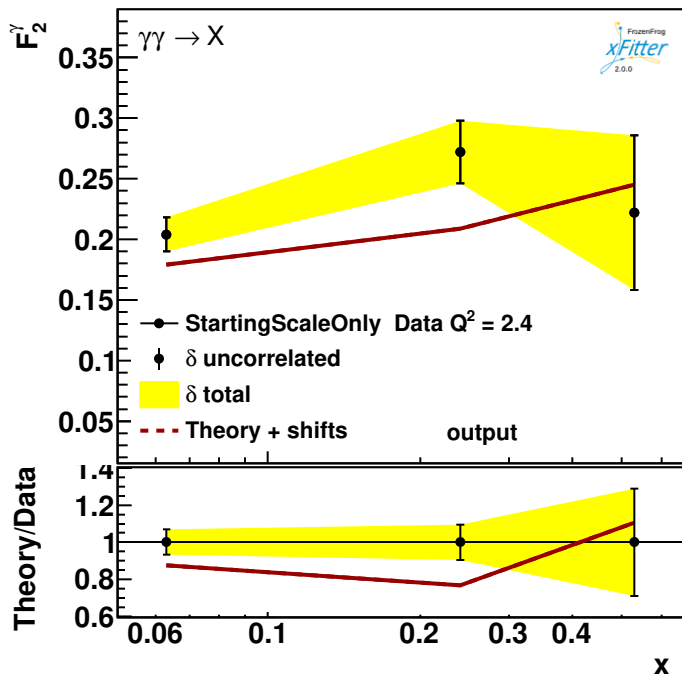 F₂^γ
γγ → X
FrozenFrog
xFitter
2.0.0
0.35
0.3
0.25
0.2
0.15
0.1
0.05
StartingScaleOnly Data Q² = 2.4
δ uncorrelated
δ total
Theory + shifts
output
Theory/Data
1.4
1.2
1
0.8
0.6
0.06
0.1
0.2
0.3
0.4
x